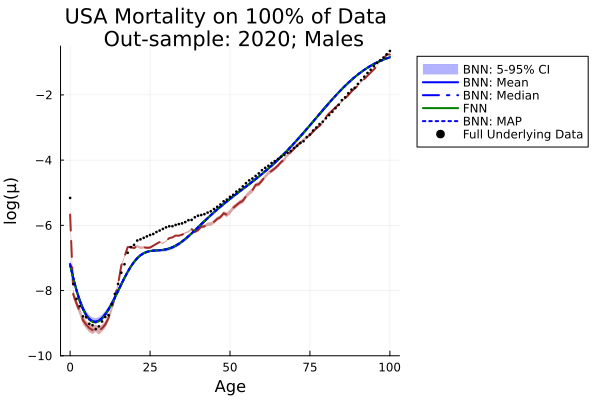 USA Mortality on 100% of Data
Out-sample: 2020; Males
BNN: 5-95% CI
BNN: Mean
BNN: Median
FNN
BNN: MAP
Full Underlying Data
log(μ)
−2
−4
−6
−8
−10
0
25
50
75
100
Age